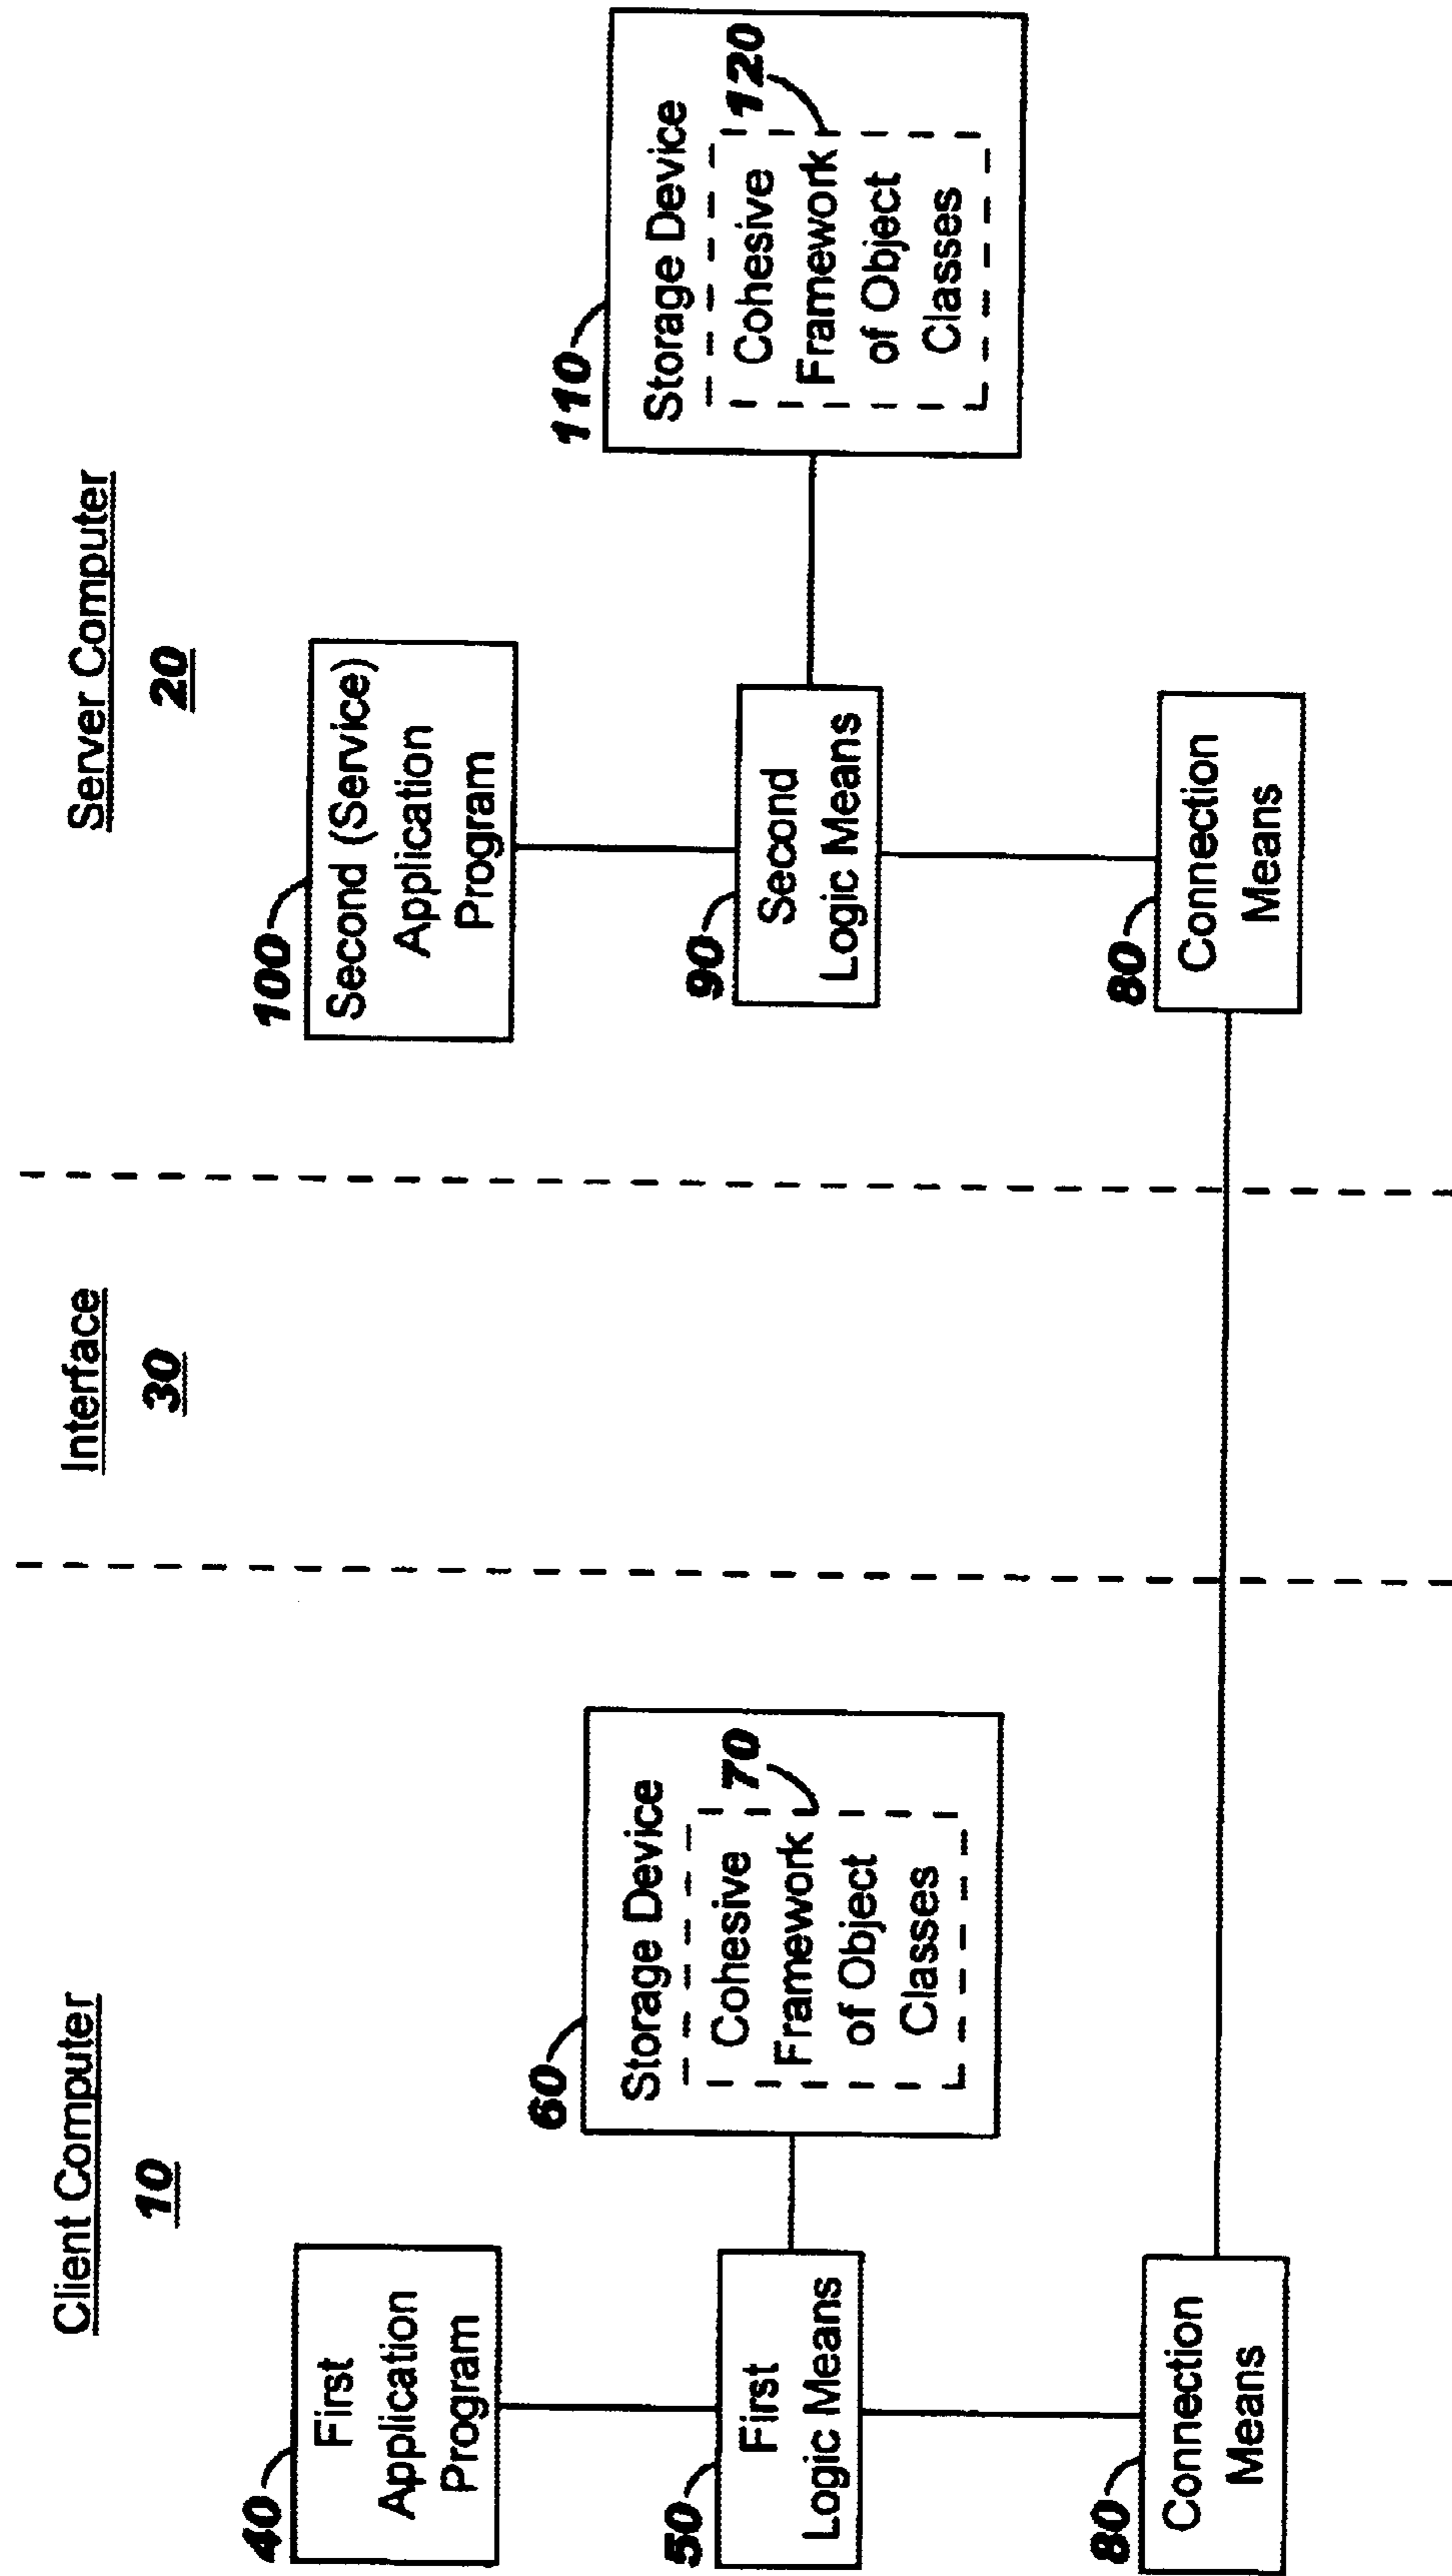 Client Computer
10
Interface
30
Server Computer
20
40
First
Application
Program
50
First
Logic Means
60
Storage Device
70
Cohesive
Framework
of Object
Classes
80
Connection
Means
100
Second (Service)
Application
Program
90
Second
Logic Means
110
Storage Device
120
Cohesive
Framework
of Object
Classes
80
Connection
Means